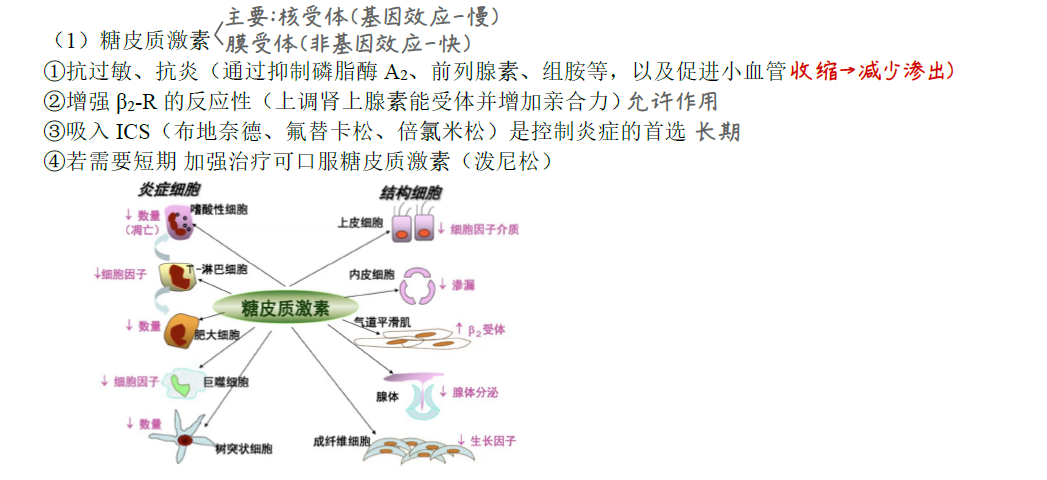 主要:核受体(基因效应-慢)
（1）糖皮质激素
膜受体(非基因效应-快)
①抗过敏、抗炎（通过抑制磷脂酶 A₂、前列腺素、组胺等，以及促进小血管 收缩→减少渗出)
②增强 β₂-R 的反应性（上调肾上腺素能受体并增加亲合力）允许作用
③吸入 ICS（布地奈德、氟替卡松、倍氯米松）是控制炎症的首选 长期
④若需要短期 加强治疗可口服糖皮质激素（泼尼松）
炎症细胞
结构细胞
↓ 数量
(凋亡)
嗜酸性细胞
上皮细胞
↓ 细胞因子介质
↓细胞因子
T-淋巴细胞
内皮细胞
↓ 渗漏
糖皮质激素
↓ 数量
肥大细胞
气道平滑肌
↑ β₂受体
↓ 细胞因子
巨噬细胞
腺体
↓ 腺体分泌
↓ 数量
树突状细胞
成纤维细胞
↓ 生长因子